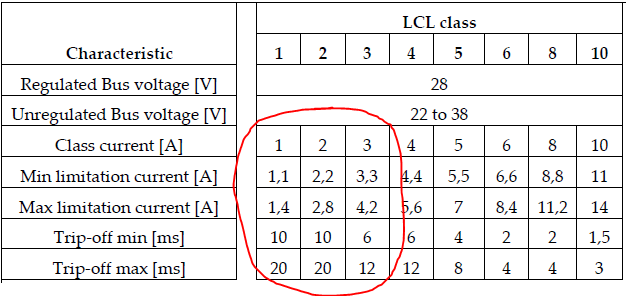 LCL class
Characteristic 1 2 3 4 5 6 8 10
Regulated Bus voltage [V] 28
Unregulated Bus voltage [V] 22 to 38
Class current [A] 1 2 3 4 5 6 8 10
Min limitation current [A] 1,1 2,2 3,3 4,4 5,5 6,6 8,8 11
Max limitation current [A] 1,4 2,8 4,2 5,6 7 8,4 11,2 14
Trip-off min [ms] 10 10 6 6 4 2 2 1,5
Trip-off max [ms] 20 20 12 12 8 4 4 3